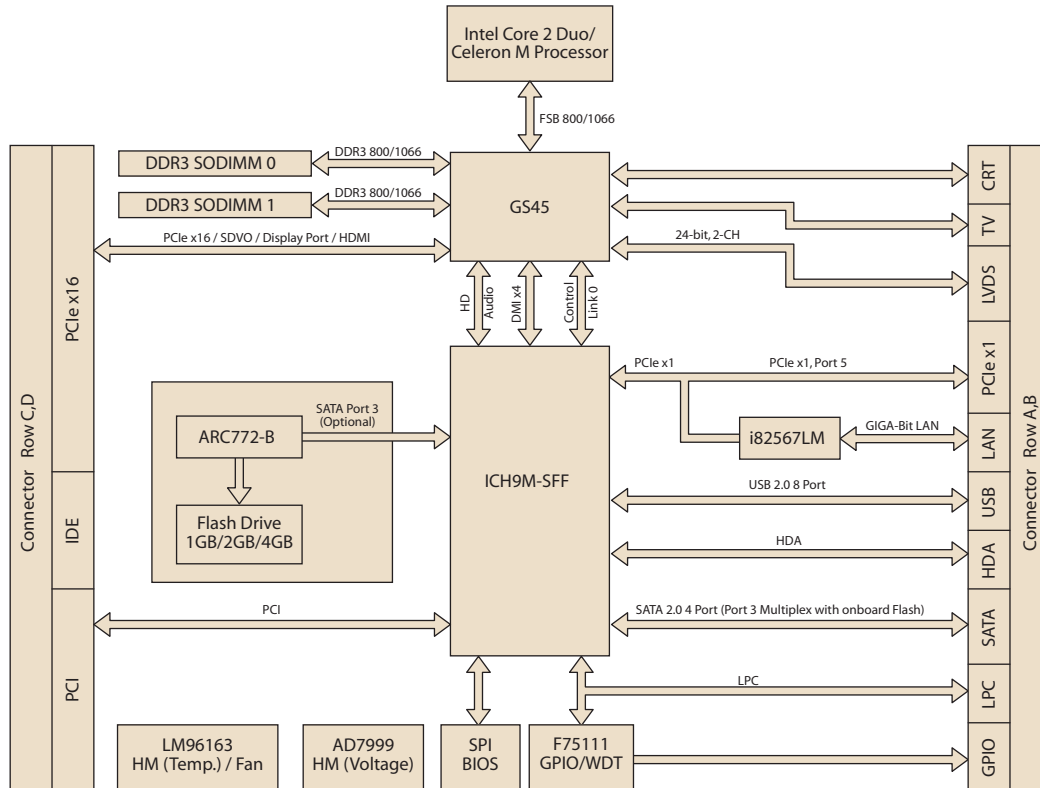 Intel Core 2 Duo/
Celeron M Processor
FSB 800/1066
DDR3 SODIMM 0
DDR3 800/1066
DDR3 SODIMM 1
DDR3 800/1066
GS45
PCIe x16 / SDVO / Display Port / HDMI
24-bit, 2-CH
HD
Audio
DMI x4
Control
Link 0
Connector Row C,D
PCIe x16
IDE
PCI
ARC772-B
SATA Port 3
(Optional)
Flash Drive
1GB/2GB/4GB
ICH9M-SFF
PCIe x1
PCIe x1, Port 5
i82567LM
GIGA-Bit LAN
USB 2.0 8 Port
HDA
PCI
SATA 2.0 4 Port (Port 3 Multiplex with onboard Flash)
LPC
LM96163
HM (Temp.) / Fan
AD7999
HM (Voltage)
SPI
BIOS
F75111
GPIO/WDT
CRT
TV
LVDS
PCIe x1
LAN
USB
HDA
SATA
LPC
GPIO
Connector Row A,B